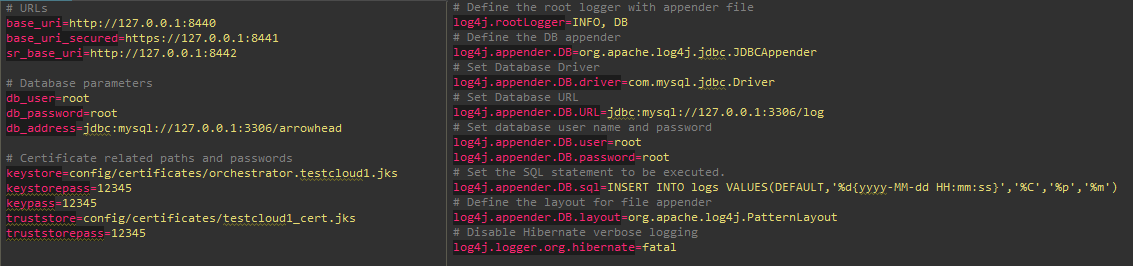 # URLs
base_uri=http://127.0.0.1:8440
base_uri_secured=https://127.0.0.1:8441
sr_base_uri=http://127.0.0.1:8442

# Database parameters
db_user=root
db_password=root
db_address=jdbc:mysql://127.0.0.1:3306/arrowhead

# Certificate related paths and passwords
keystore=config/certificates/orchestrator.testcloud1.jks
keystorepass=12345
keypass=12345
truststore=config/certificates/testcloud1_cert.jks
truststorepass=12345

# Define the root logger with appender file
log4j.rootLogger=INFO, DB
# Define the DB appender
log4j.appender.DB=org.apache.log4j.jdbc.JDBCAppender
# Set Database Driver
log4j.appender.DB.driver=com.mysql.jdbc.Driver
# Set Database URL
log4j.appender.DB.URL=jdbc:mysql://127.0.0.1:3306/log
# Set database user name and password
log4j.appender.DB.user=root
log4j.appender.DB.password=root
# Set the SQL statement to be executed.
log4j.appender.DB.sql=INSERT INTO logs VALUES(DEFAULT,'%d{yyyy-MM-dd HH:mm:ss}','%C','%p','%m')
# Define the layout for file appender
log4j.appender.DB.layout=org.apache.log4j.PatternLayout
# Disable Hibernate verbose logging
log4j.logger.org.hibernate=fatal